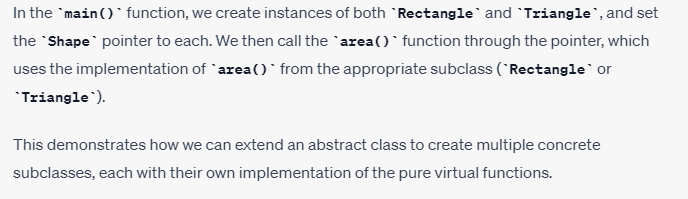 In the `main()` function, we create instances of both `Rectangle` and `Triangle`, and set
the `Shape` pointer to each. We then call the `area()` function through the pointer, which
uses the implementation of `area()` from the appropriate subclass (`Rectangle` or
`Triangle`).
This demonstrates how we can extend an abstract class to create multiple concrete
subclasses, each with their own implementation of the pure virtual functions.